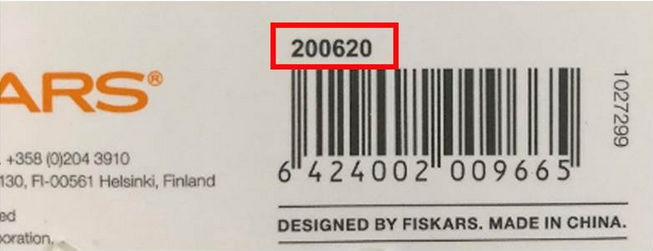 200620
ARS®
1027299
+358 (0)204 3910
130, FI-00561 Helsinki, Finland
6 424002 009665
ed
oration.
DESIGNED BY FISKARS. MADE IN CHINA.